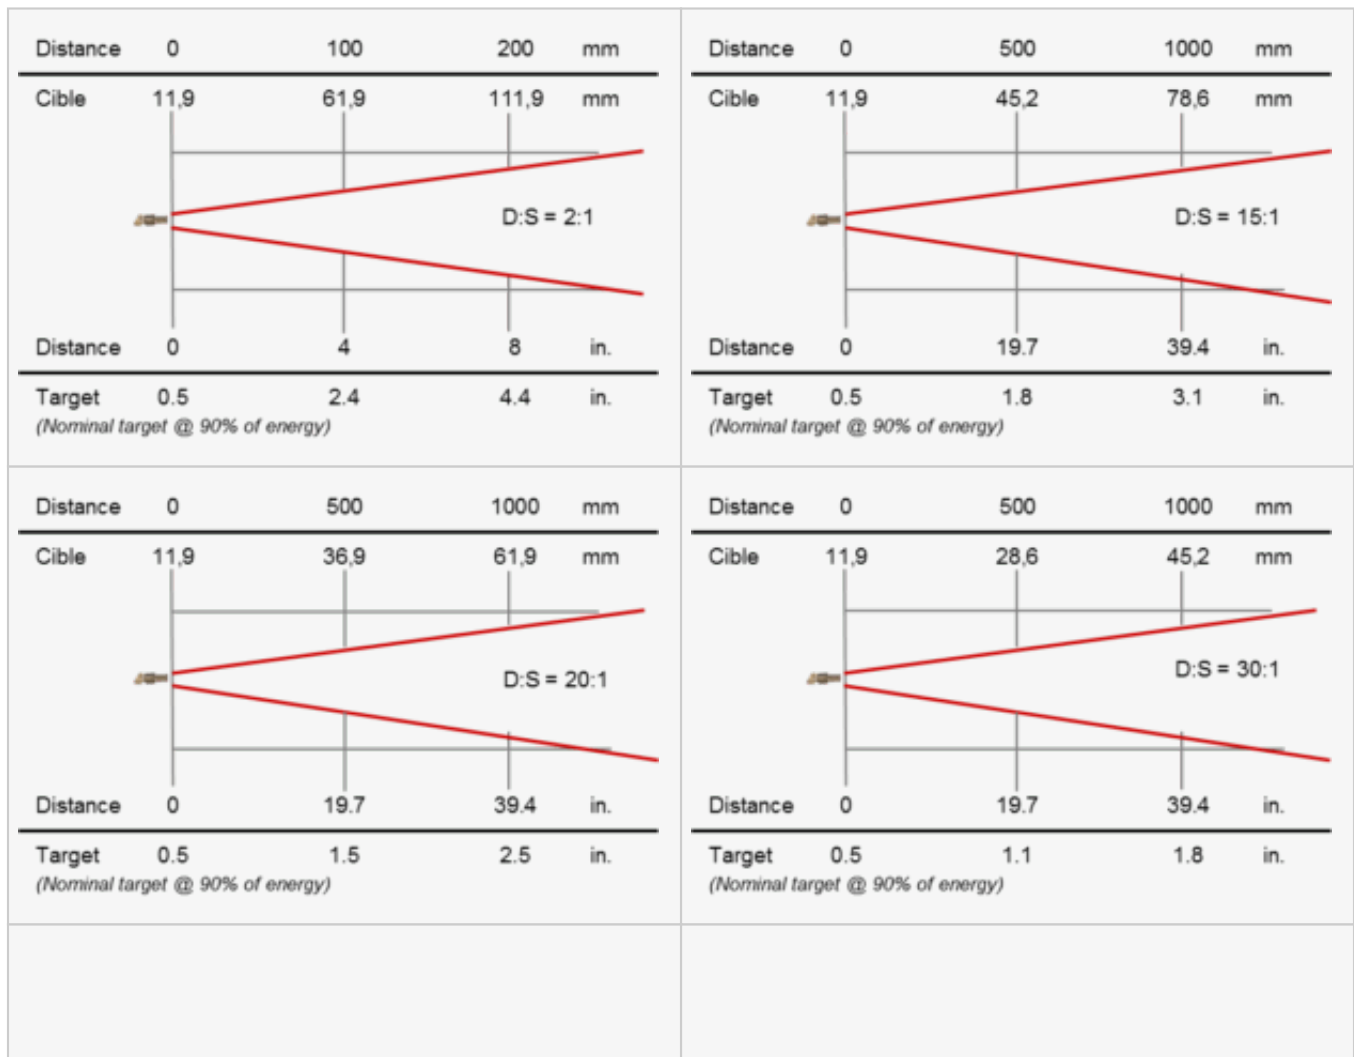 Distance 0 100 200 mm
Cible 11,9 61,9 111,9 mm
D:S = 2:1
Distance 0 4 8 in.
Target 0.5 2.4 4.4 in.
(Nominal target @ 90% of energy)
Distance 0 500 1000 mm
Cible 11,9 45,2 78,6 mm
D:S = 15:1
Distance 0 19.7 39.4 in.
Target 0.5 1.8 3.1 in.
(Nominal target @ 90% of energy)
Distance 0 500 1000 mm
Cible 11,9 36,9 61,9 mm
D:S = 20:1
Distance 0 19.7 39.4 in.
Target 0.5 1.5 2.5 in.
(Nominal target @ 90% of energy)
Distance 0 500 1000 mm
Cible 11,9 28,6 45,2 mm
D:S = 30:1
Distance 0 19.7 39.4 in.
Target 0.5 1.1 1.8 in.
(Nominal target @ 90% of energy)